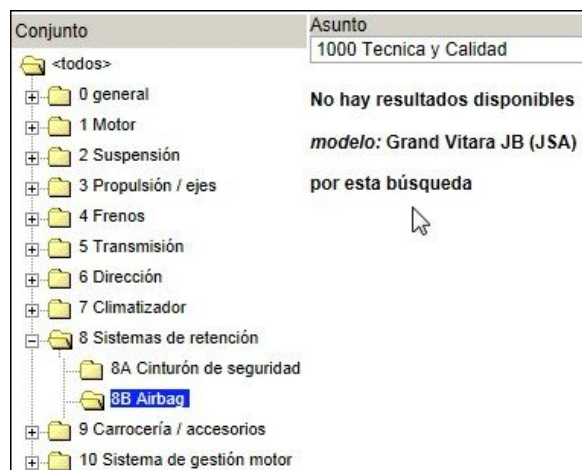 Conjunto
<todos>
0 general
1 Motor
2 Suspensión
3 Propulsión / ejes
4 Frenos
5 Transmisión
6 Dirección
7 Climatizador
8 Sistemas de retención
8A Cinturón de seguridad
8B Airbag
9 Carrocería / accesorios
10 Sistema de gestión motor
Asunto
1000 Tecnica y Calidad
No hay resultados disponibles
modelo: Grand Vitara JB (JSA)
por esta búsqueda